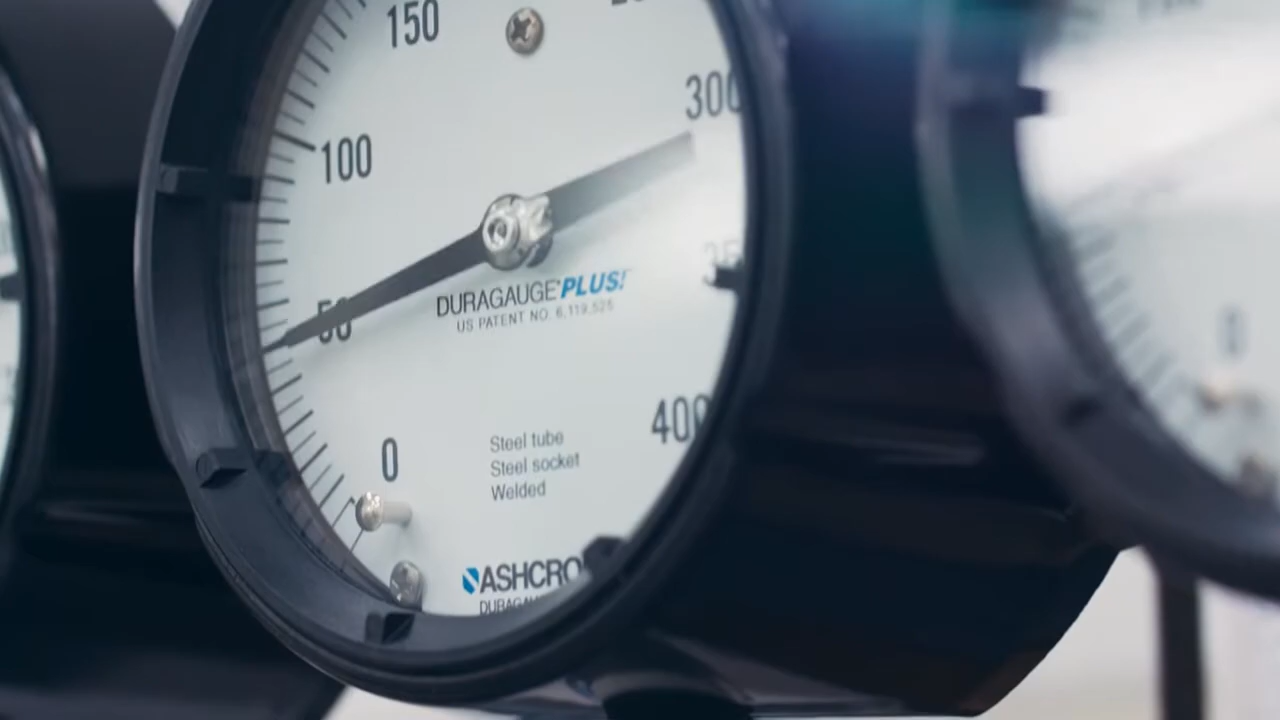 150
300
100
50
DURAGAUGE PLUS!
US PATENT NO. 6,119,525
400
0
Steel tube
Steel socket
Welded
ASHCRO
0